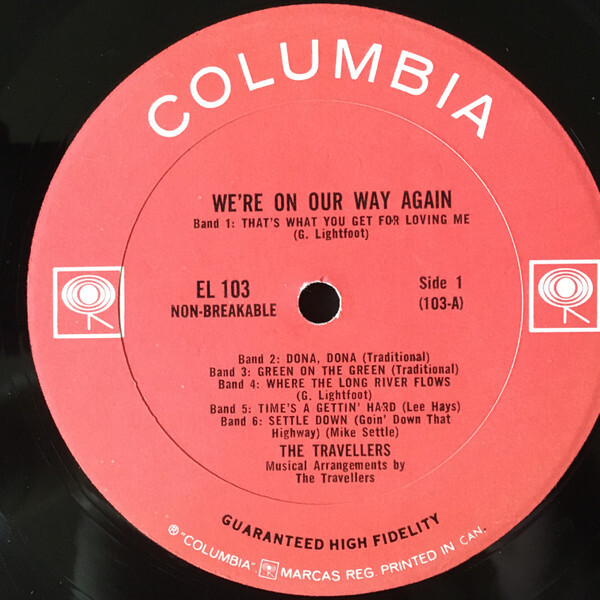 COLUMBIA
WE'RE ON OUR WAY AGAIN
Band 1: THAT'S WHAT YOU GET FOR LOVING ME
(G. Lightfoot)
EL 103
NON-BREAKABLE
Side 1
(103-A)
Band 2: DONA, DONA (Traditional)
Band 3: GREEN ON THE GREEN (Traditional)
Band 4: WHERE THE LONG RIVER FLOWS
(G. Lightfoot)
Band 5: TIME'S A GETTIN' HARD (Lee Hays)
Band 6: SETTLE DOWN (Goin' Down That
Highway) (Mike Settle)
THE TRAVELLERS
Musical Arrangements by
The Travellers
GUARANTEED HIGH FIDELITY
® "COLUMBIA" MARCAS REG. PRINTED IN CAN.